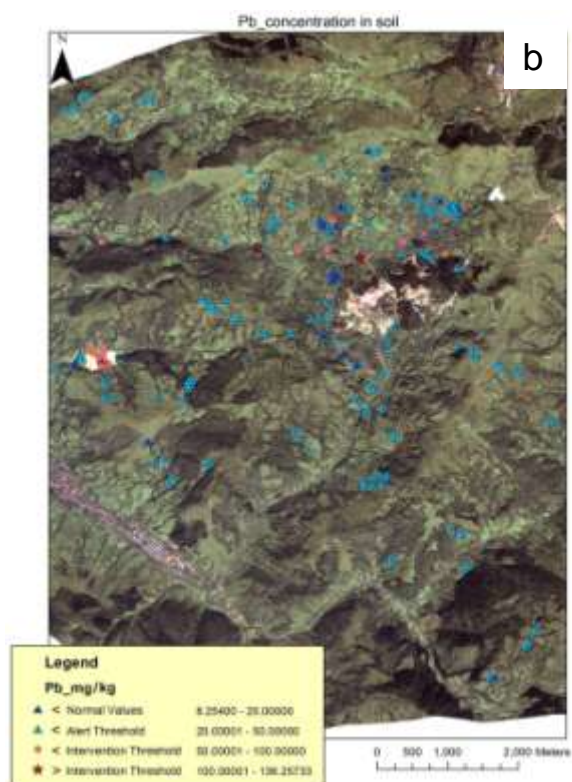 Pb_concentration in soil
b
N
Legend
Pb_mg/kg
< Normal Values 8.25400 - 20.00000
< Alert Threshold 20.00001 - 50.00000
< Intervention Threshold 50.00001 - 100.00000
> Intervention Threshold 100.00001 - 136.25733
0 500 1,000 2,000 Meters